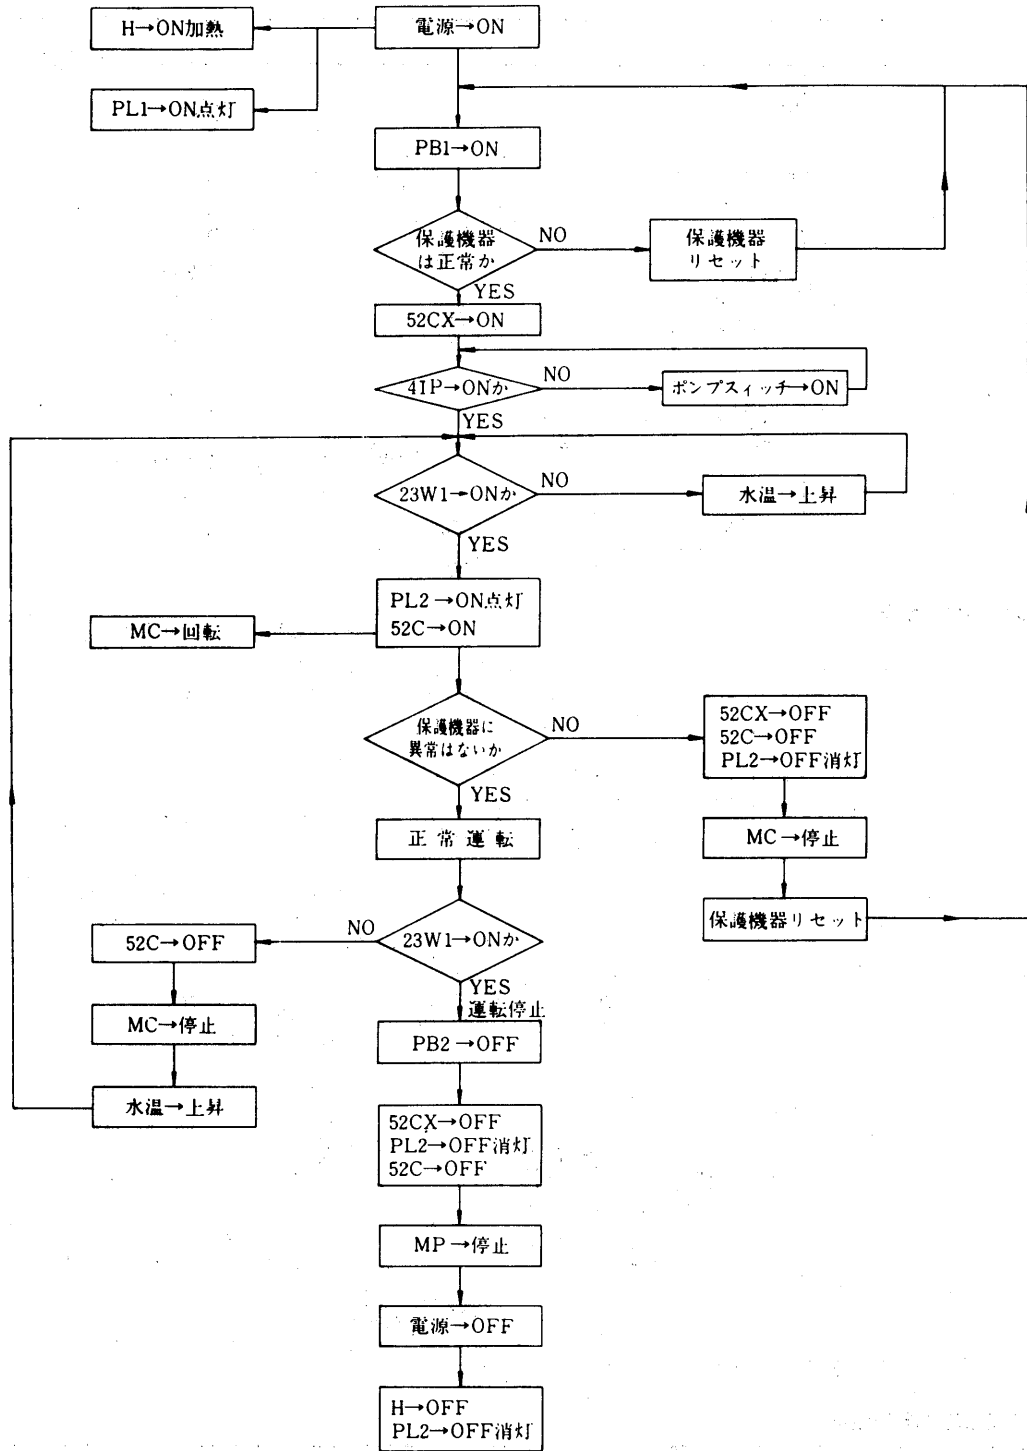 H→ON加熱
電源→ON
PL1→ON点灯
PB1→ON
保護機器
は正常か
NO
保護機器
リセット
YES
52CX→ON
41P→ONか
NO
ポンプスィッチ→ON
YES
23W1→ONか
NO
水温→上昇
YES
PL2→ON点灯
52C→ON
MC→回転
保護機器に
異常はないか
NO
52CX→OFF
52C→OFF
PL2→OFF消灯
YES
正常運転
MC→停止
保護機器リセット
23W1→ONか
NO
52C→OFF
YES
運転停止
MC→停止
PB2→OFF
水温→上昇
52CX→OFF
PL2→OFF消灯
52C→OFF
MP→停止
電源→OFF
H→OFF
PL2→OFF消灯